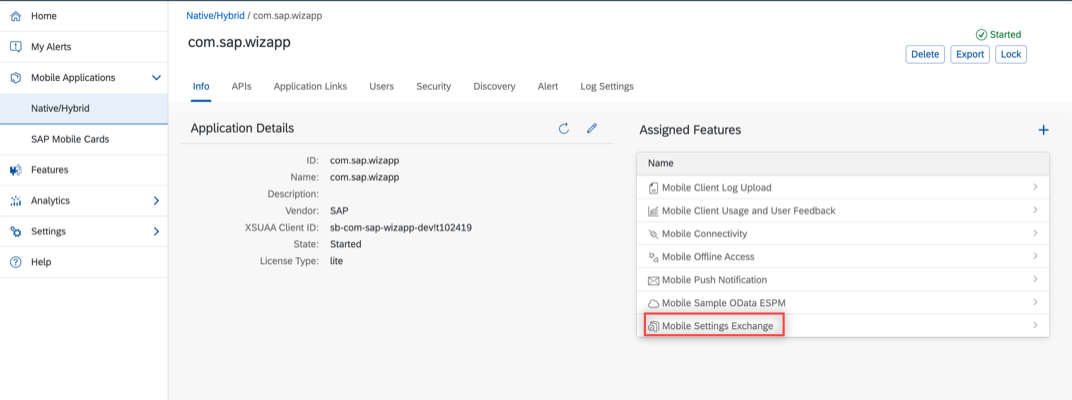 Home
My Alerts
Mobile Applications
Native/Hybrid
SAP Mobile Cards
Features
Analytics
Settings
Help
Native/Hybrid / com.sap.wizapp
com.sap.wizapp
Started
Delete Export Lock
Info APIs Application Links Users Security Discovery Alert Log Settings
Application Details
ID: com.sap.wizapp
Name: com.sap.wizapp
Description:
Vendor: SAP
XSUAA Client ID: sb-com-sap-wizapp-dev!t102419
State: Started
License Type: lite
Assigned Features
Name
Mobile Client Log Upload
Mobile Client Usage and User Feedback
Mobile Connectivity
Mobile Offline Access
Mobile Push Notification
Mobile Sample OData ESPM
Mobile Settings Exchange